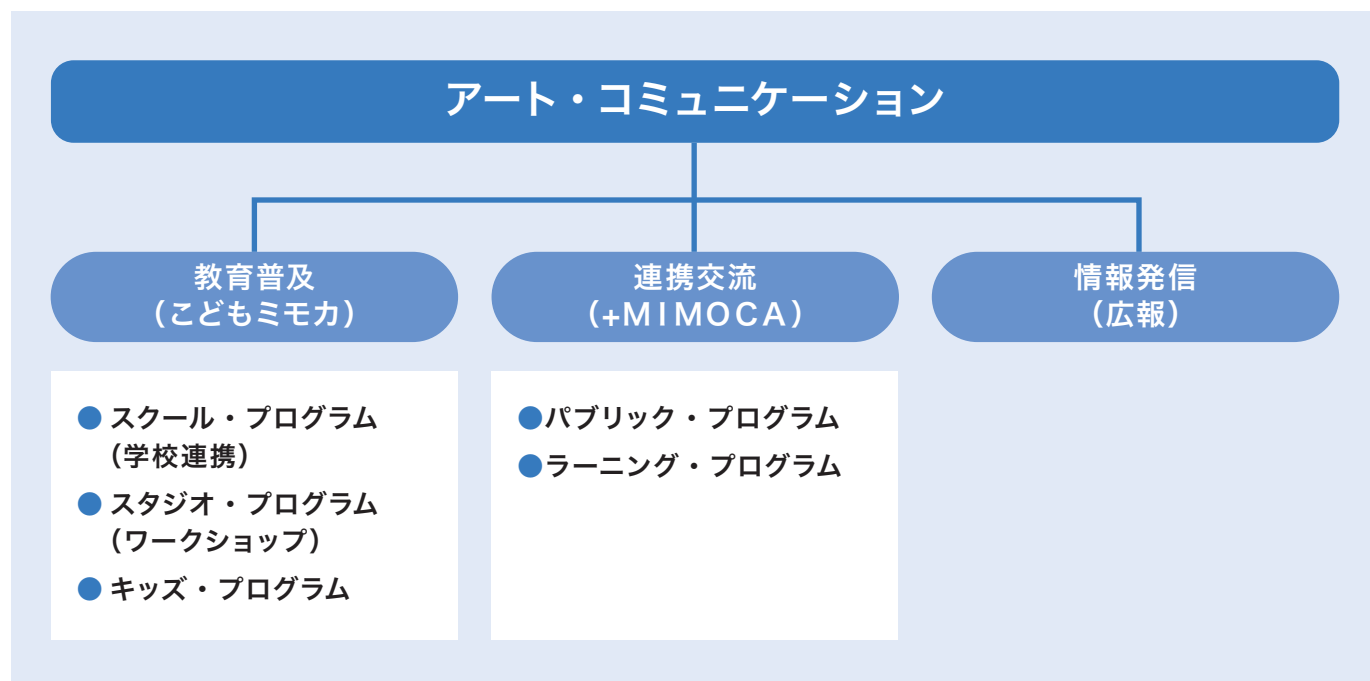 アート・コミュニケーション
教育普及
（こどもミモカ）
連携交流
（+MIMOCA）
情報発信
（広報）
● スクール・プログラム
（学校連携）
● スタジオ・プログラム
（ワークショップ）
● キッズ・プログラム
●パブリック・プログラム
●ラーニング・プログラム